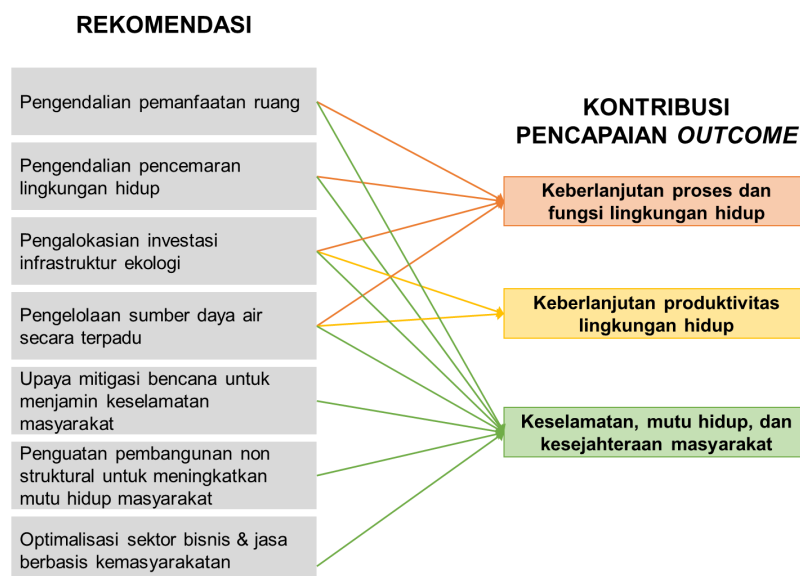 REKOMENDASI
Pengendalian pemanfaatan ruang
Pengendalian pencemaran
lingkungan hidup
Pengalokasian investasi
infrastruktur ekologi
Pengelolaan sumber daya air
secara terpadu
Upaya mitigasi bencana untuk
menjamin keselamatan
masyarakat
Penguatan pembangunan non
struktural untuk meningkatkan
mutu hidup masyarakat
Optimalisasi sektor bisnis & jasa
berbasis kemasyarakatan
KONTRIBUSI
PENCAPAIAN OUTCOME
Keberlanjutan proses dan
fungsi lingkungan hidup
Keberlanjutan produktivitas
lingkungan hidup
Keselamatan, mutu hidup, dan
kesejahteraan masyarakat